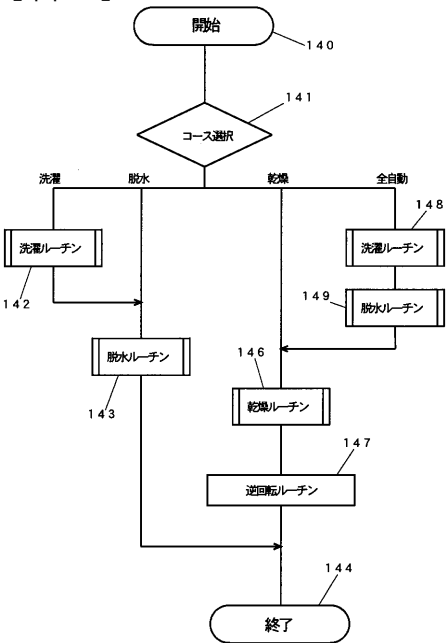 開始
140
141
コース選択
洗濯 脱水 乾燥 全自動
148
洗濯ルーチン 洗濯ルーチン
142
149
脱水ルーチン
脱水ルーチン
143
146
乾燥ルーチン
147
逆回転ルーチン
144
終了